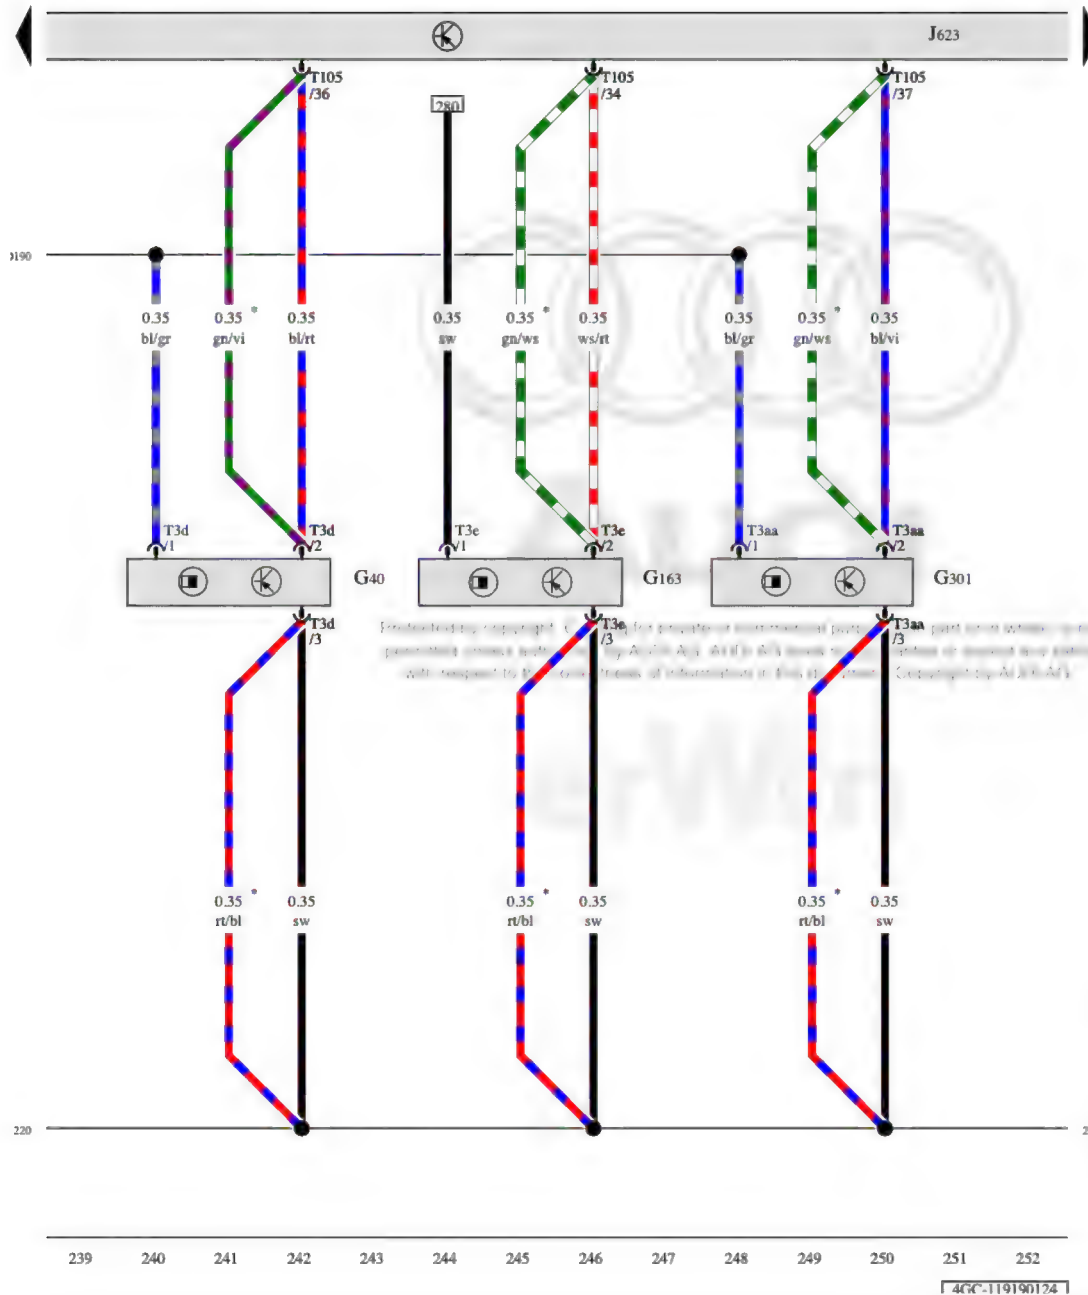 J623
T105 T105 T105
/36 /34 /37
280
0.35 0.35 * 0.35 0.35 0.35 * 0.35 0.35 0.35 * 0.35
bl/gr gn/vi bl/rt sw gn/ws ws/rt bl/gr gn/ws bl/vi
T3d T3d T3e T3e T3aa T3aa
/1 /2 /1 /2 /1 /2
G40 G163 G301
T3d T3e T3aa
/3 /3 /3
0.35 * 0.35 0.35 * 0.35 0.35 * 0.35
rt/bl sw rt/bl sw rt/bl sw
220
239 240 241 242 243 244 245 246 247 248 249 250 251 252
4GC-119190124